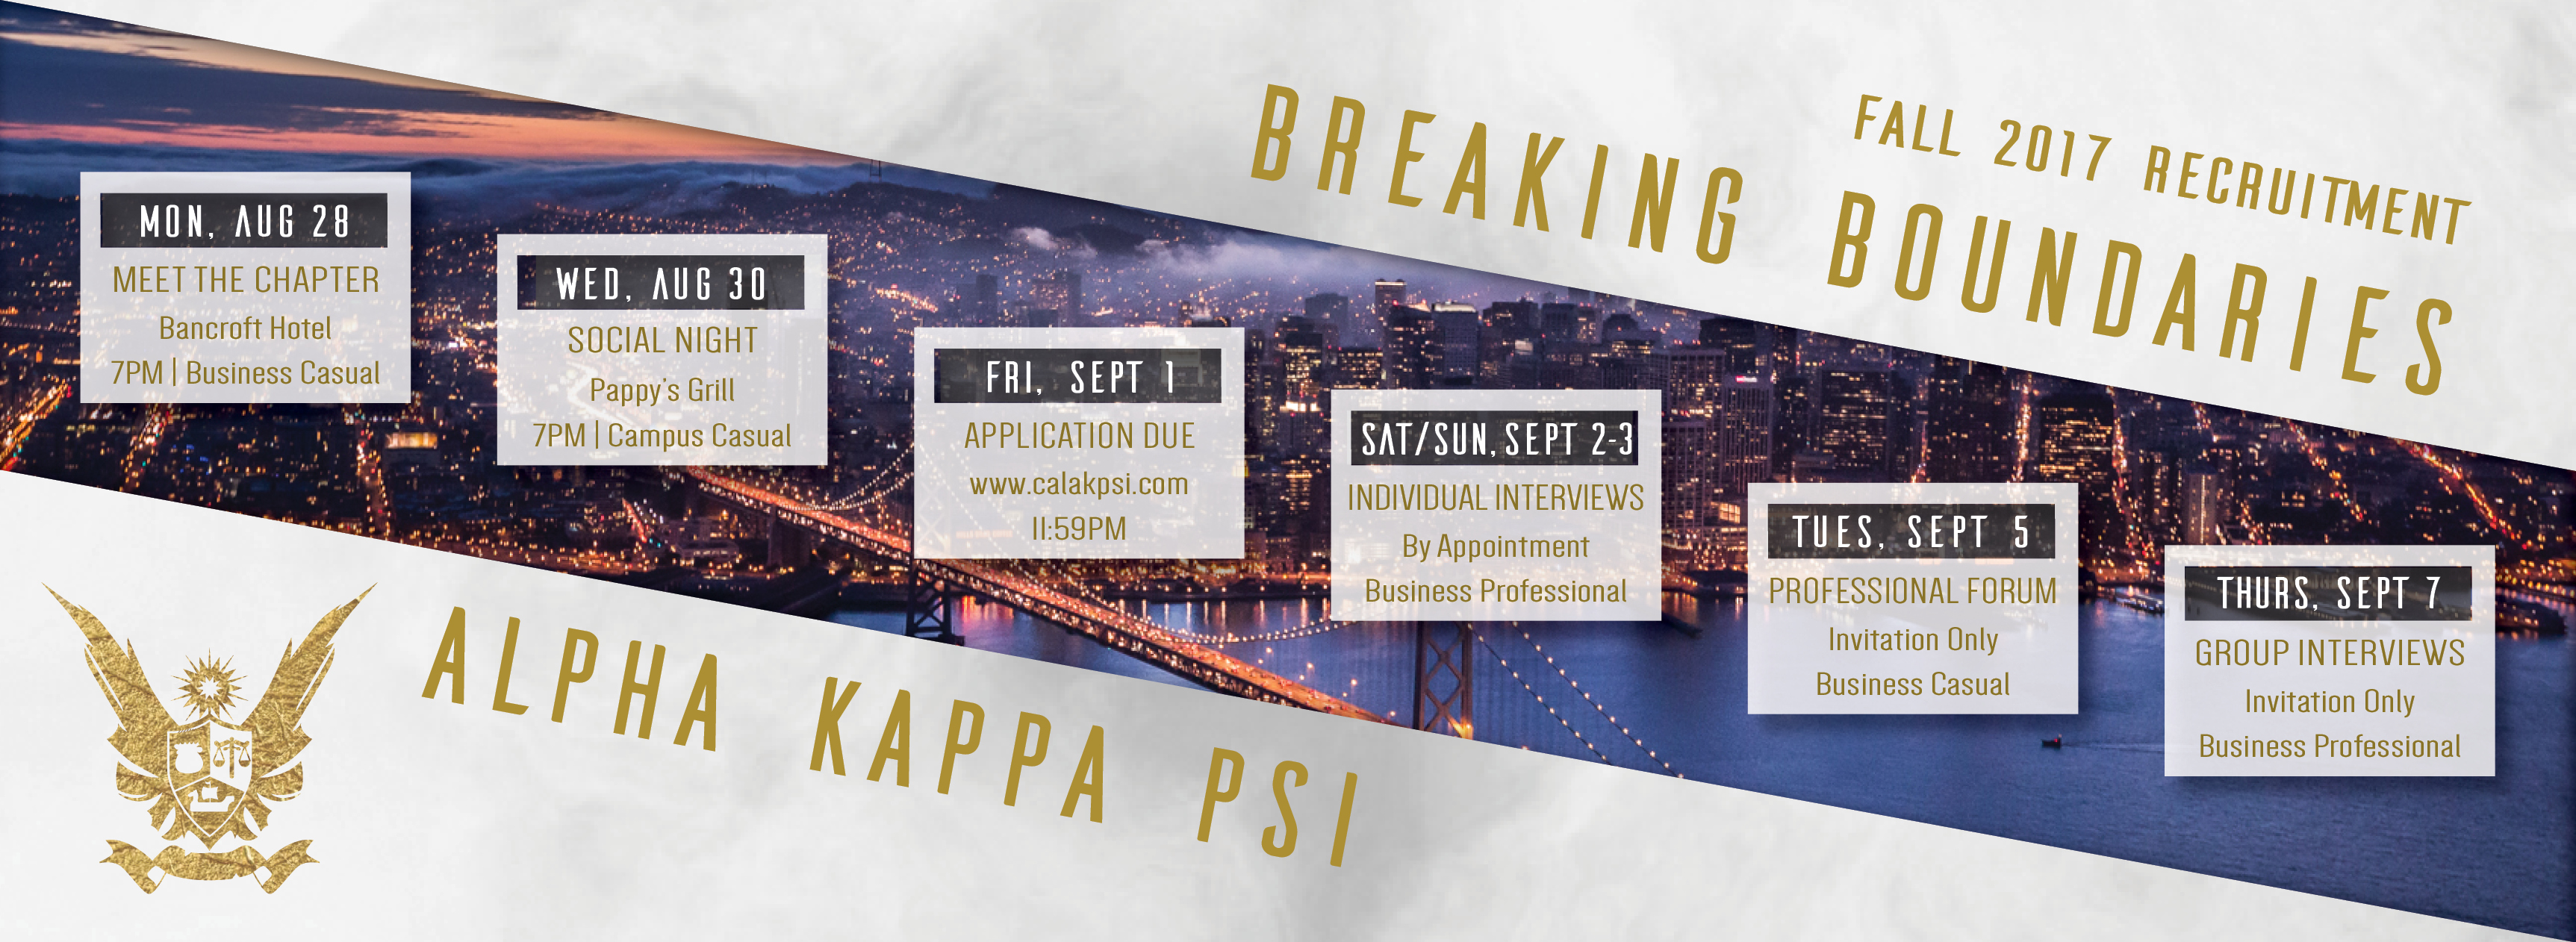 FALL 2017 RECRUITMENT
BREAKING BOUNDARIES
MON, AUG 28
MEET THE CHAPTER
Bancroft Hotel
7PM | Business Casual
WED, AUG 30
SOCIAL NIGHT
Pappy's Grill
7PM | Campus Casual
FRI, SEPT 1
APPLICATION DUE
www.calakpsi.com
11:59PM
SAT/SUN, SEPT 2-3
INDIVIDUAL INTERVIEWS
By Appointment
Business Professional
TUES, SEPT 5
PROFESSIONAL FORUM
Invitation Only
Business Casual
THURS, SEPT 7
GROUP INTERVIEWS
Invitation Only
Business Professional
ALPHA KAPPA PSI